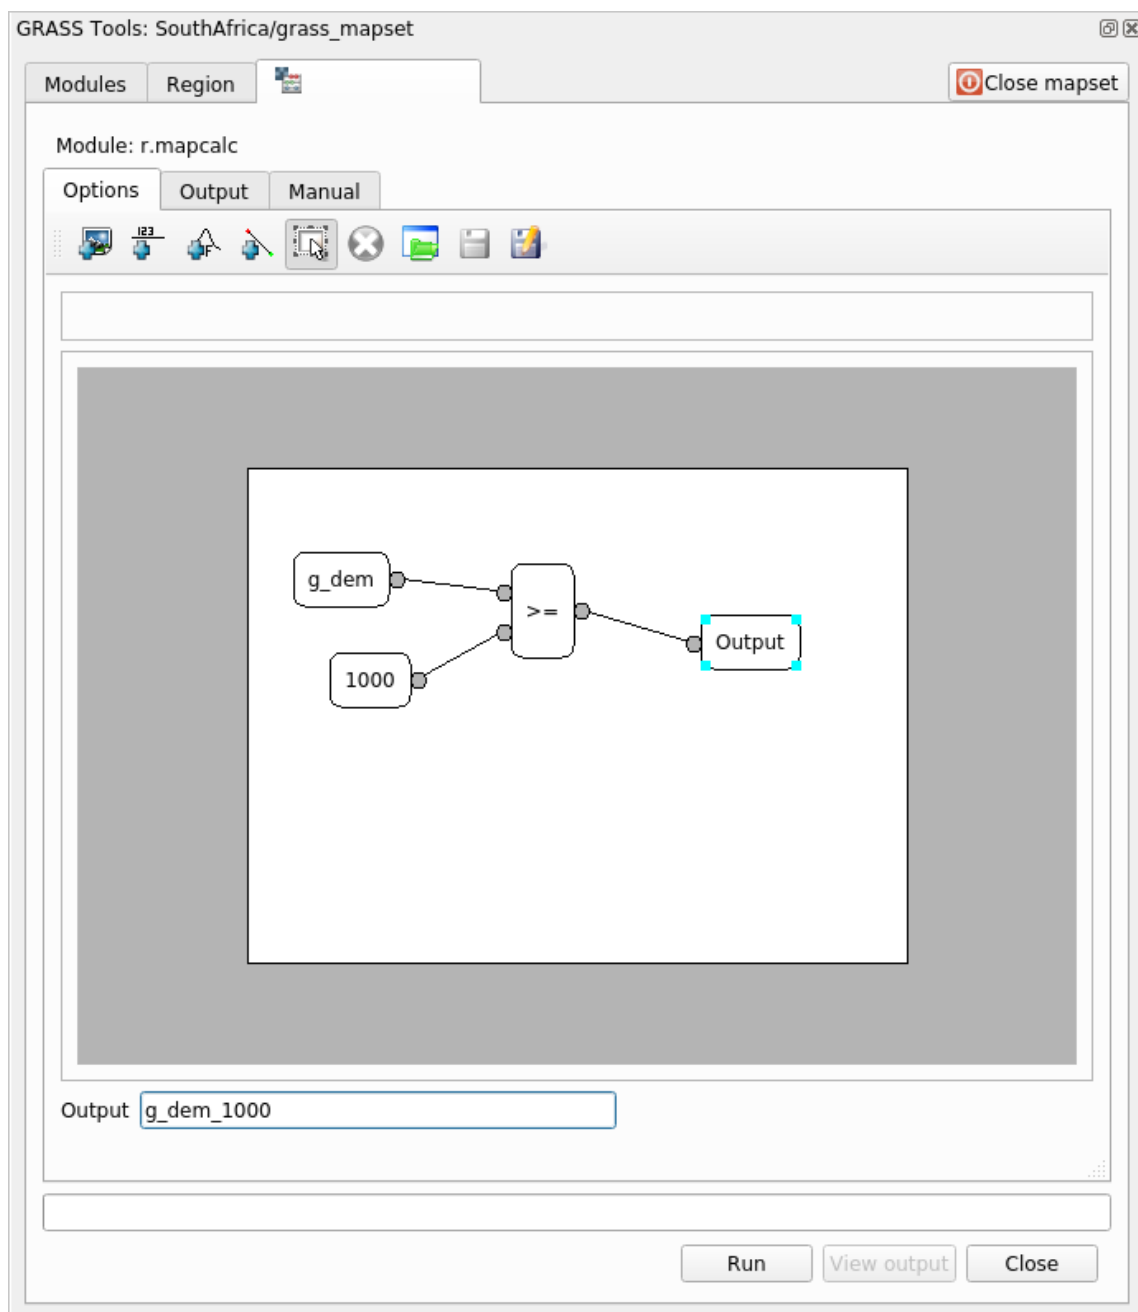 GRASS Tools: SouthAfrica/grass_mapset
Modules Region Close mapset
Module: r.mapcalc
Options Output Manual
123
F
g_dem
>=
Output
1000
Output g_dem_1000
Run View output Close